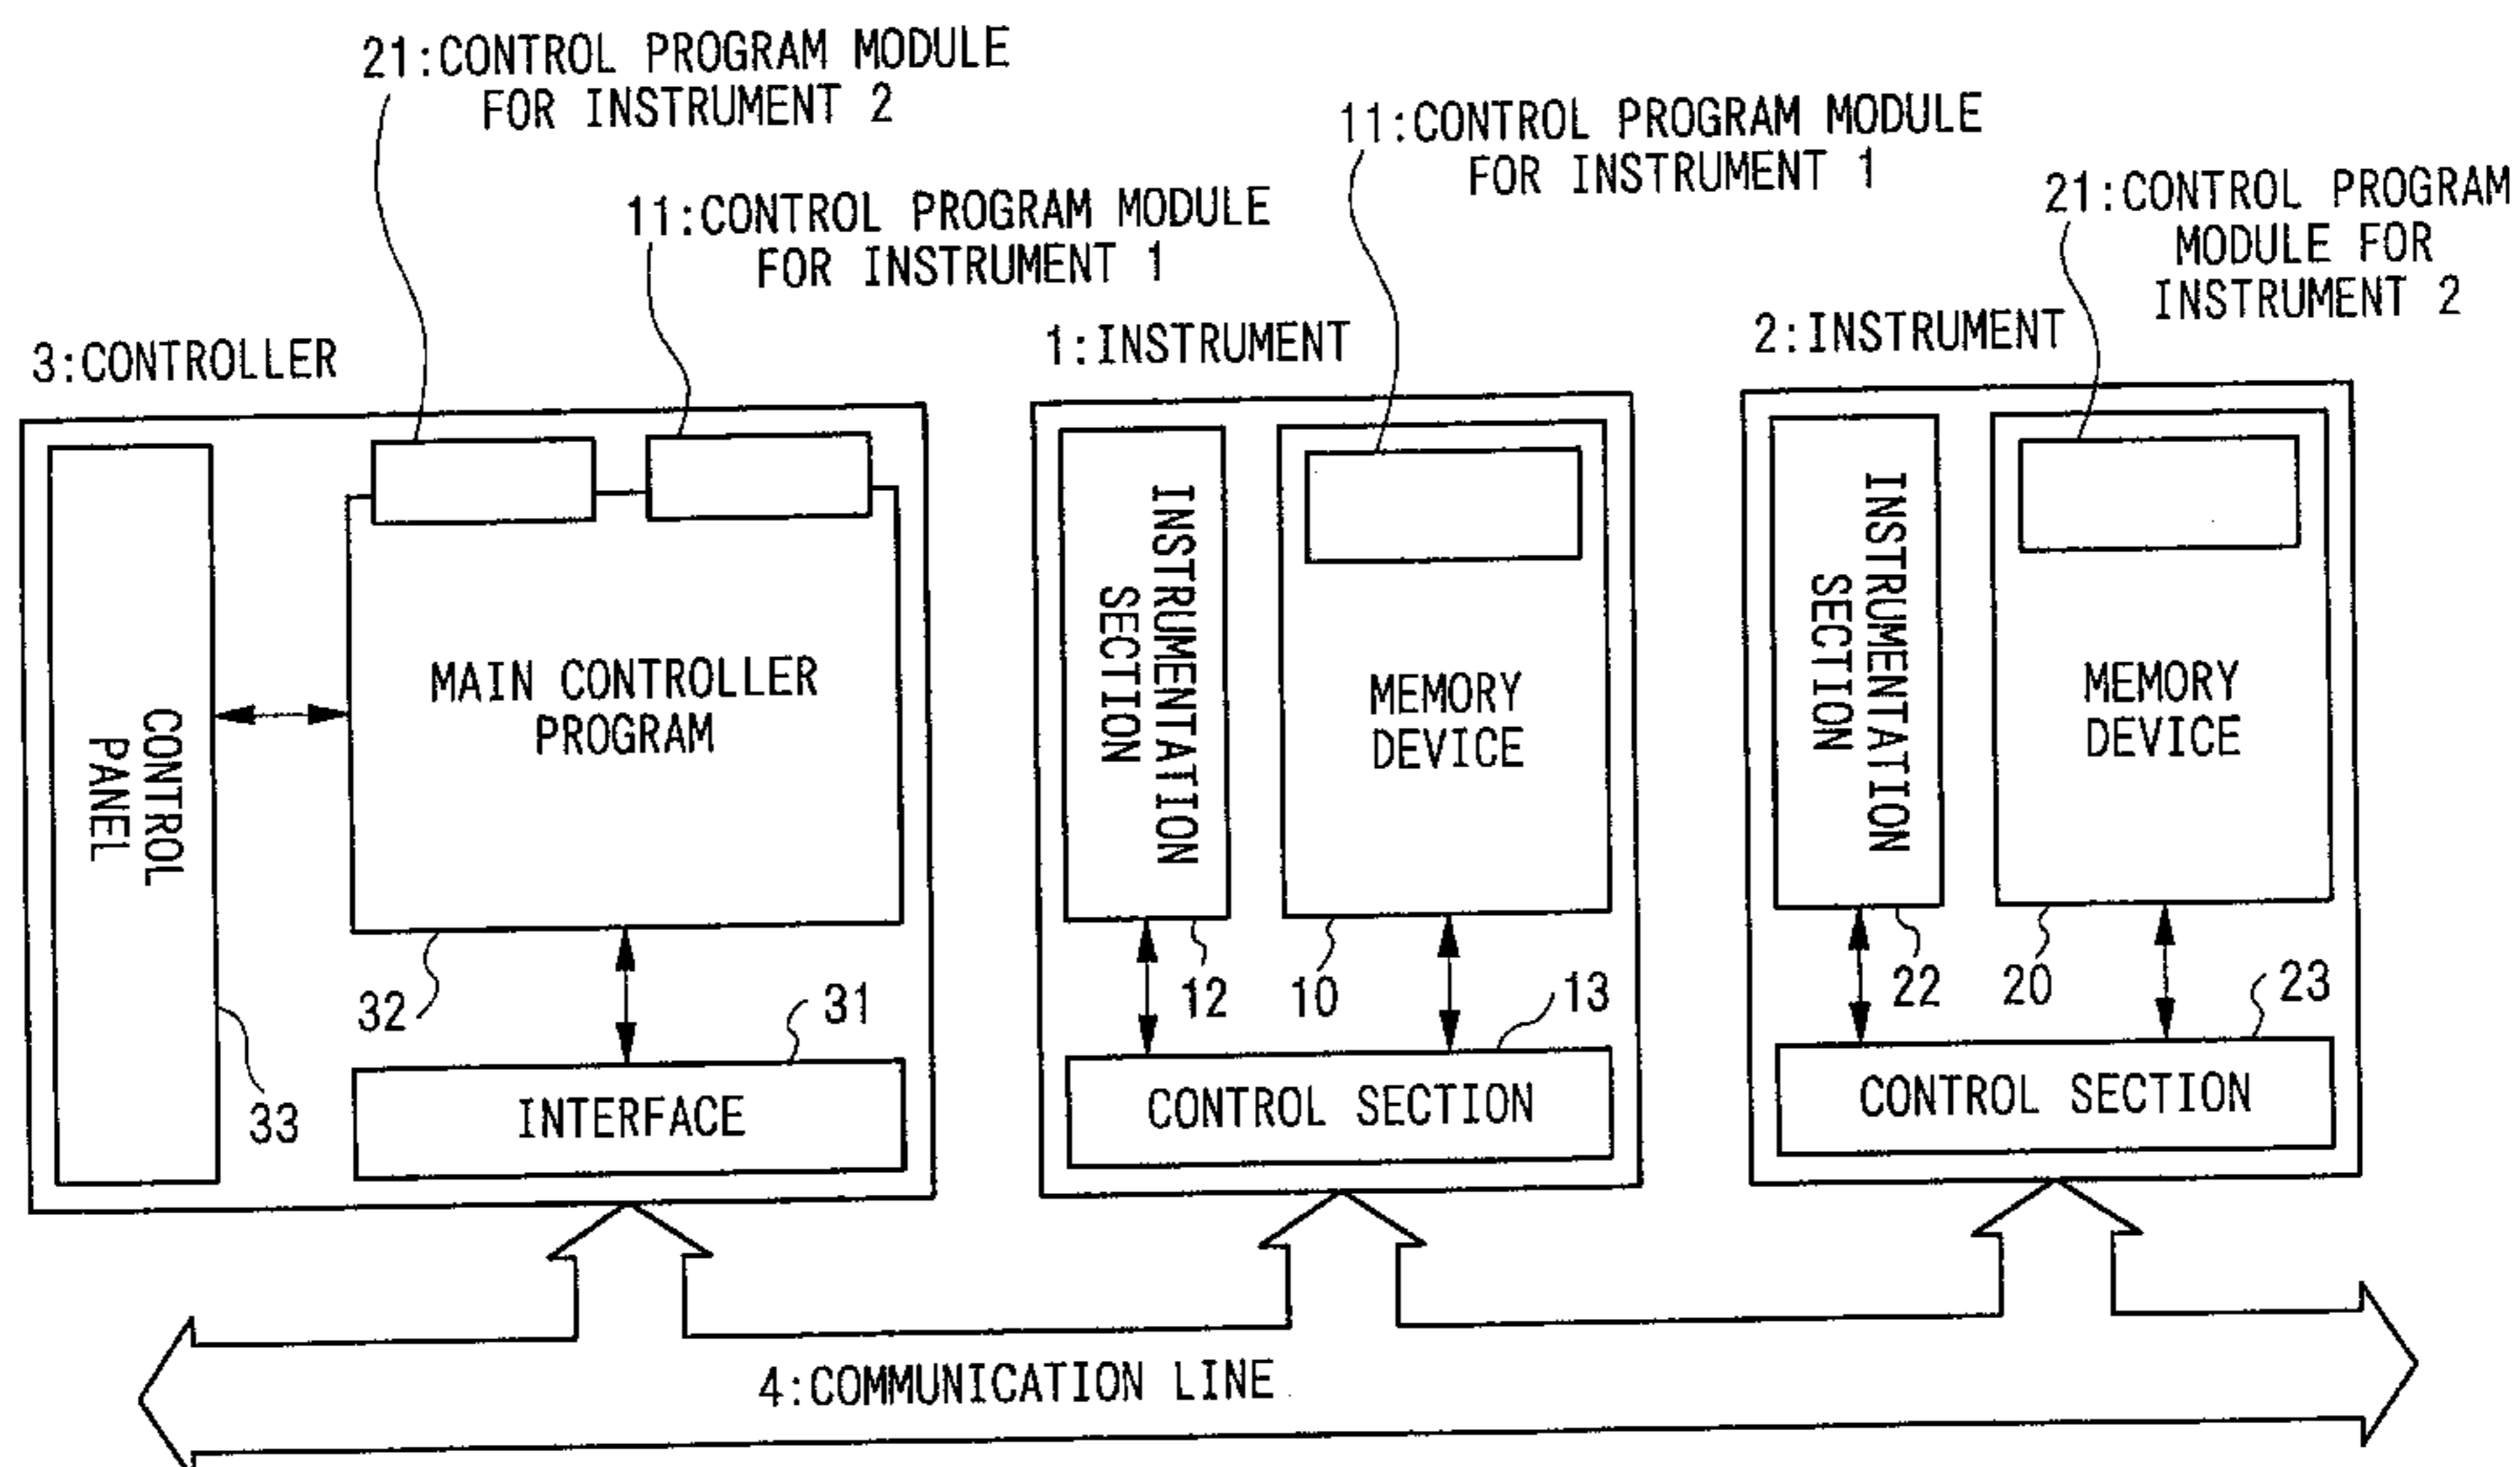 21:CONTROL PROGRAM MODULE
FOR INSTRUMENT 2
11:CONTROL PROGRAM MODULE
FOR INSTRUMENT 1
11:CONTROL PROGRAM MODULE
FOR INSTRUMENT 1
21:CONTROL PROGRAM
MODULE FOR
INSTRUMENT 2
3:CONTROLLER
1:INSTRUMENT
2:INSTRUMENT
CONTROL
PANEL
MAIN CONTROLLER
PROGRAM
32
31
33
INTERFACE
INSTRUMENTATION
SECTION
MEMORY
DEVICE
12
10
13
CONTROL SECTION
INSTRUMENTATION
SECTION
MEMORY
DEVICE
22
20
23
CONTROL SECTION
4:COMMUNICATION LINE